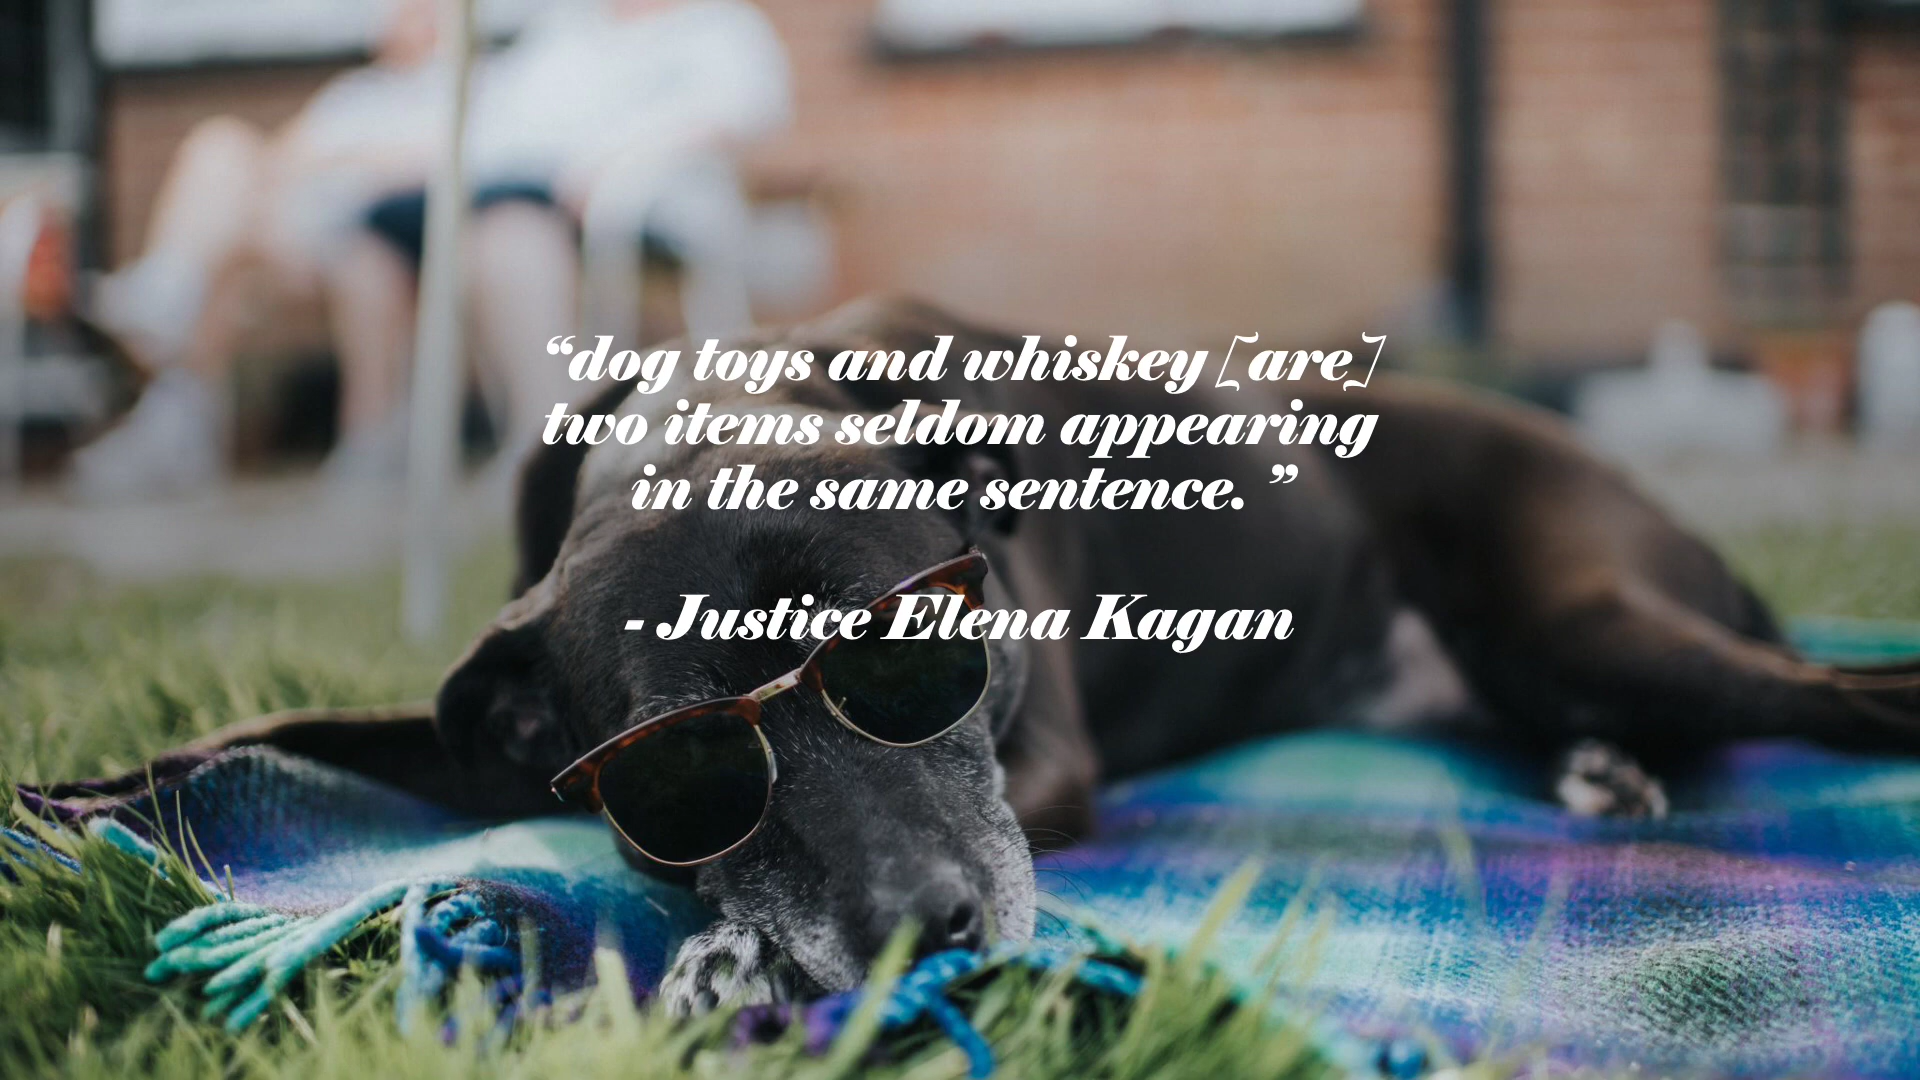 “dog toys and whiskey [are]
two items seldom appearing
in the same sentence. ”
- Justice Elena Kagan